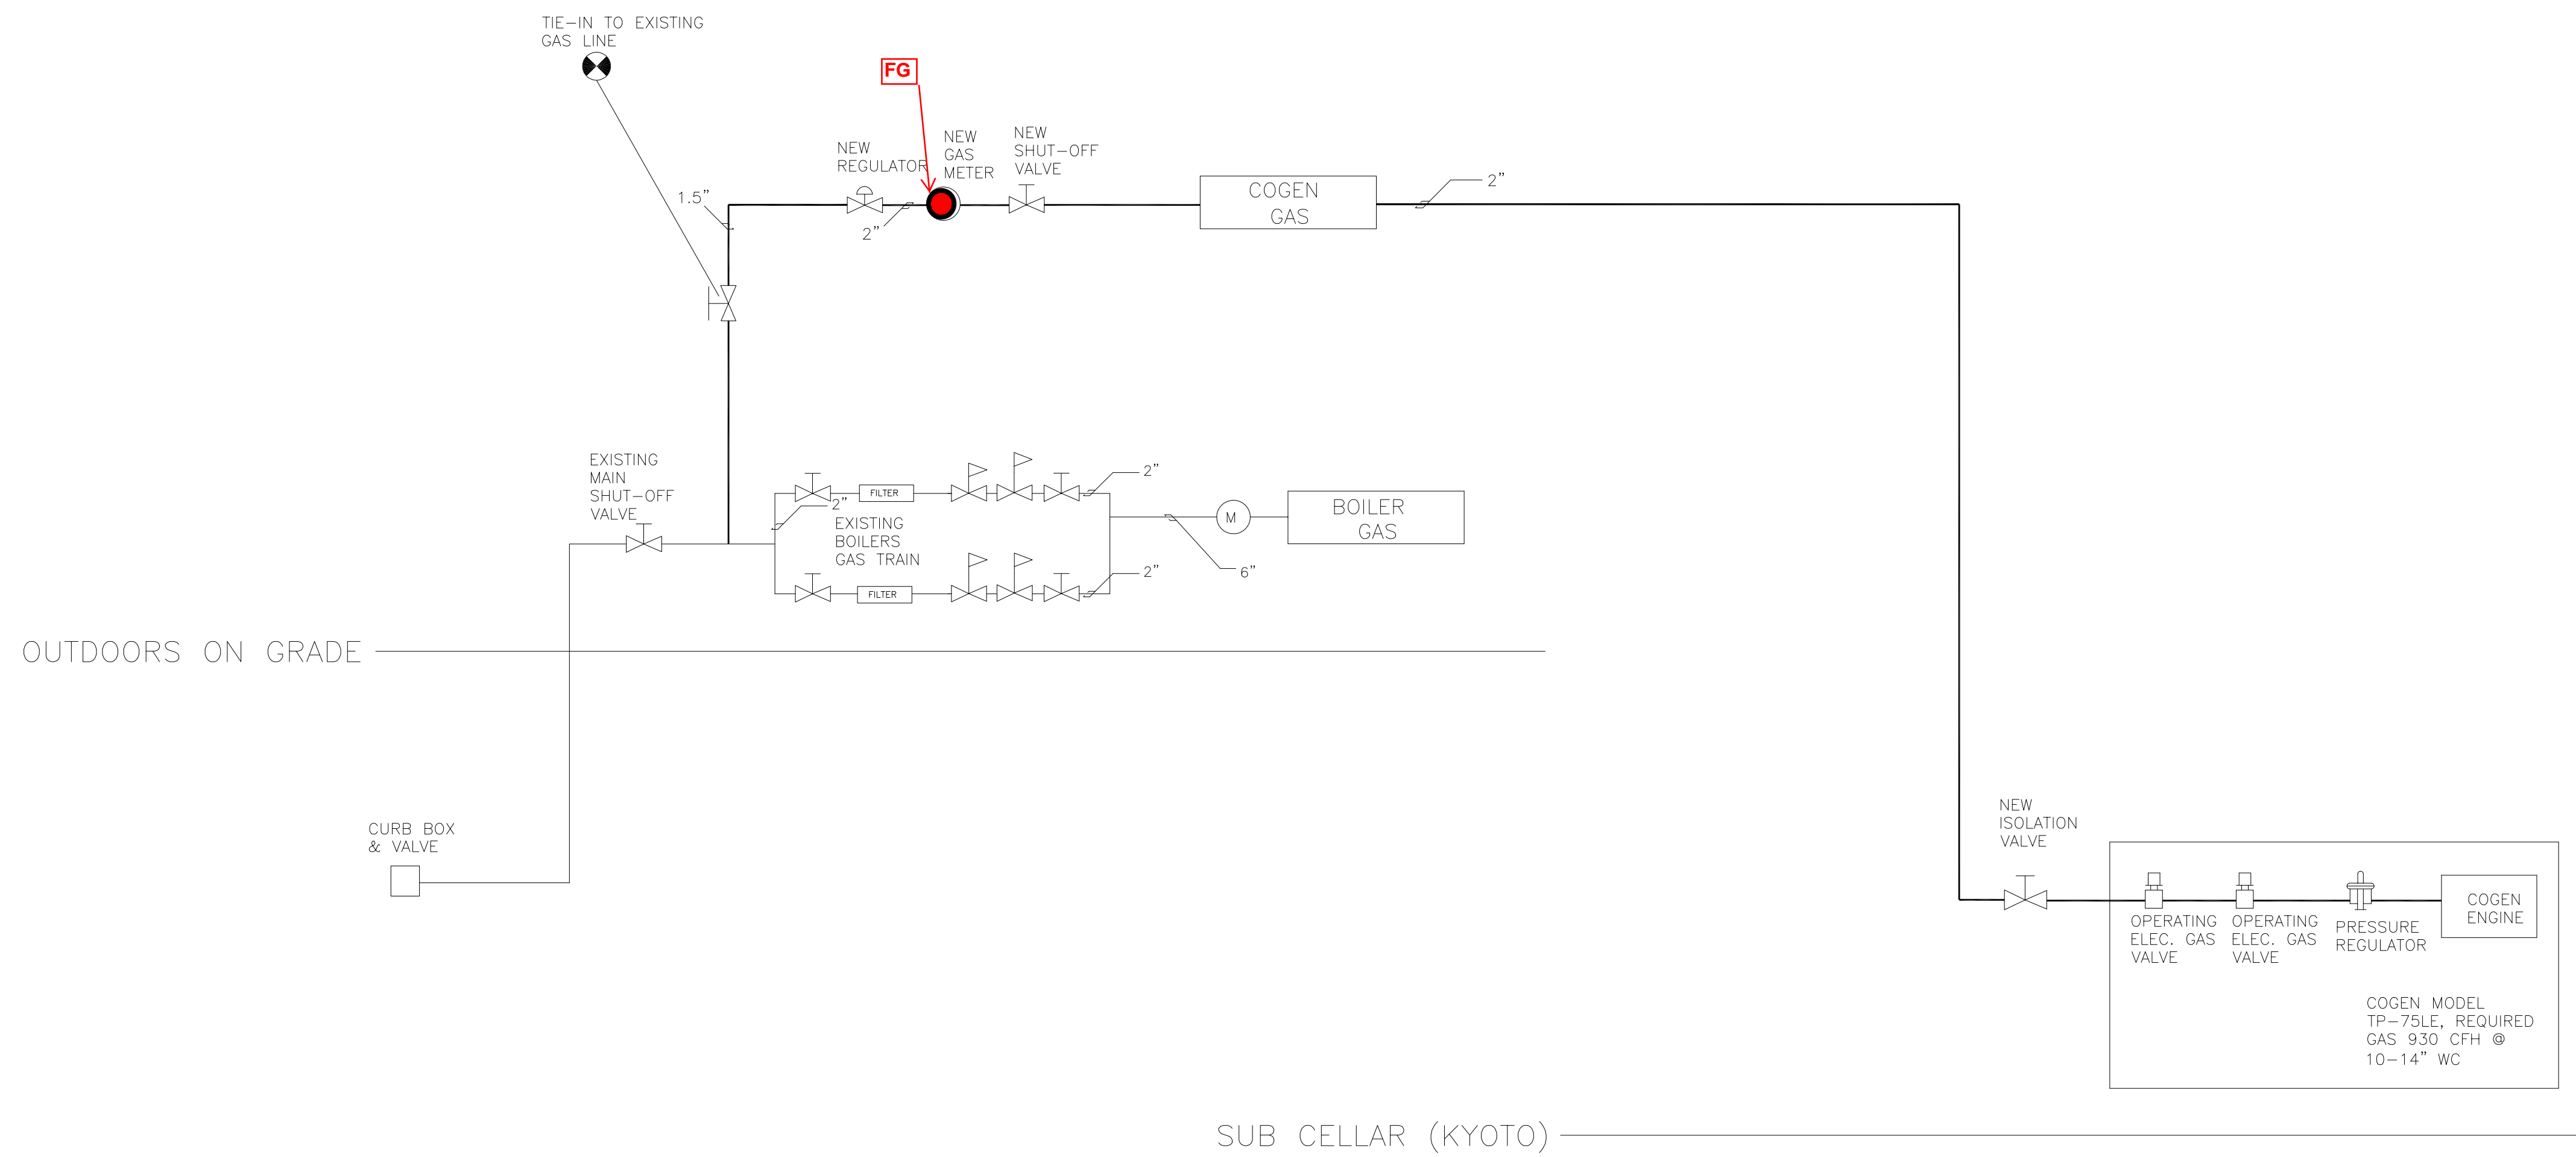 TIE-IN TO EXISTING
GAS LINE
FG
NEW
REGULATOR
NEW
GAS
METER
NEW
SHUT-OFF
VALVE
1.5"
2"
COGEN
GAS
2"
EXISTING
MAIN
SHUT-OFF
VALVE
FILTER
2"
2"
EXISTING
BOILERS
GAS TRAIN
FILTER
2"
6"
M
BOILER
GAS
OUTDOORS ON GRADE
CURB BOX
& VALVE
NEW
ISOLATION
VALVE
OPERATING
ELEC. GAS
VALVE
OPERATING
ELEC. GAS
VALVE
PRESSURE
REGULATOR
COGEN
ENGINE
COGEN MODEL
TP-75LE, REQUIRED
GAS 930 CFH @
10-14" WC
SUB CELLAR (KYOTO)